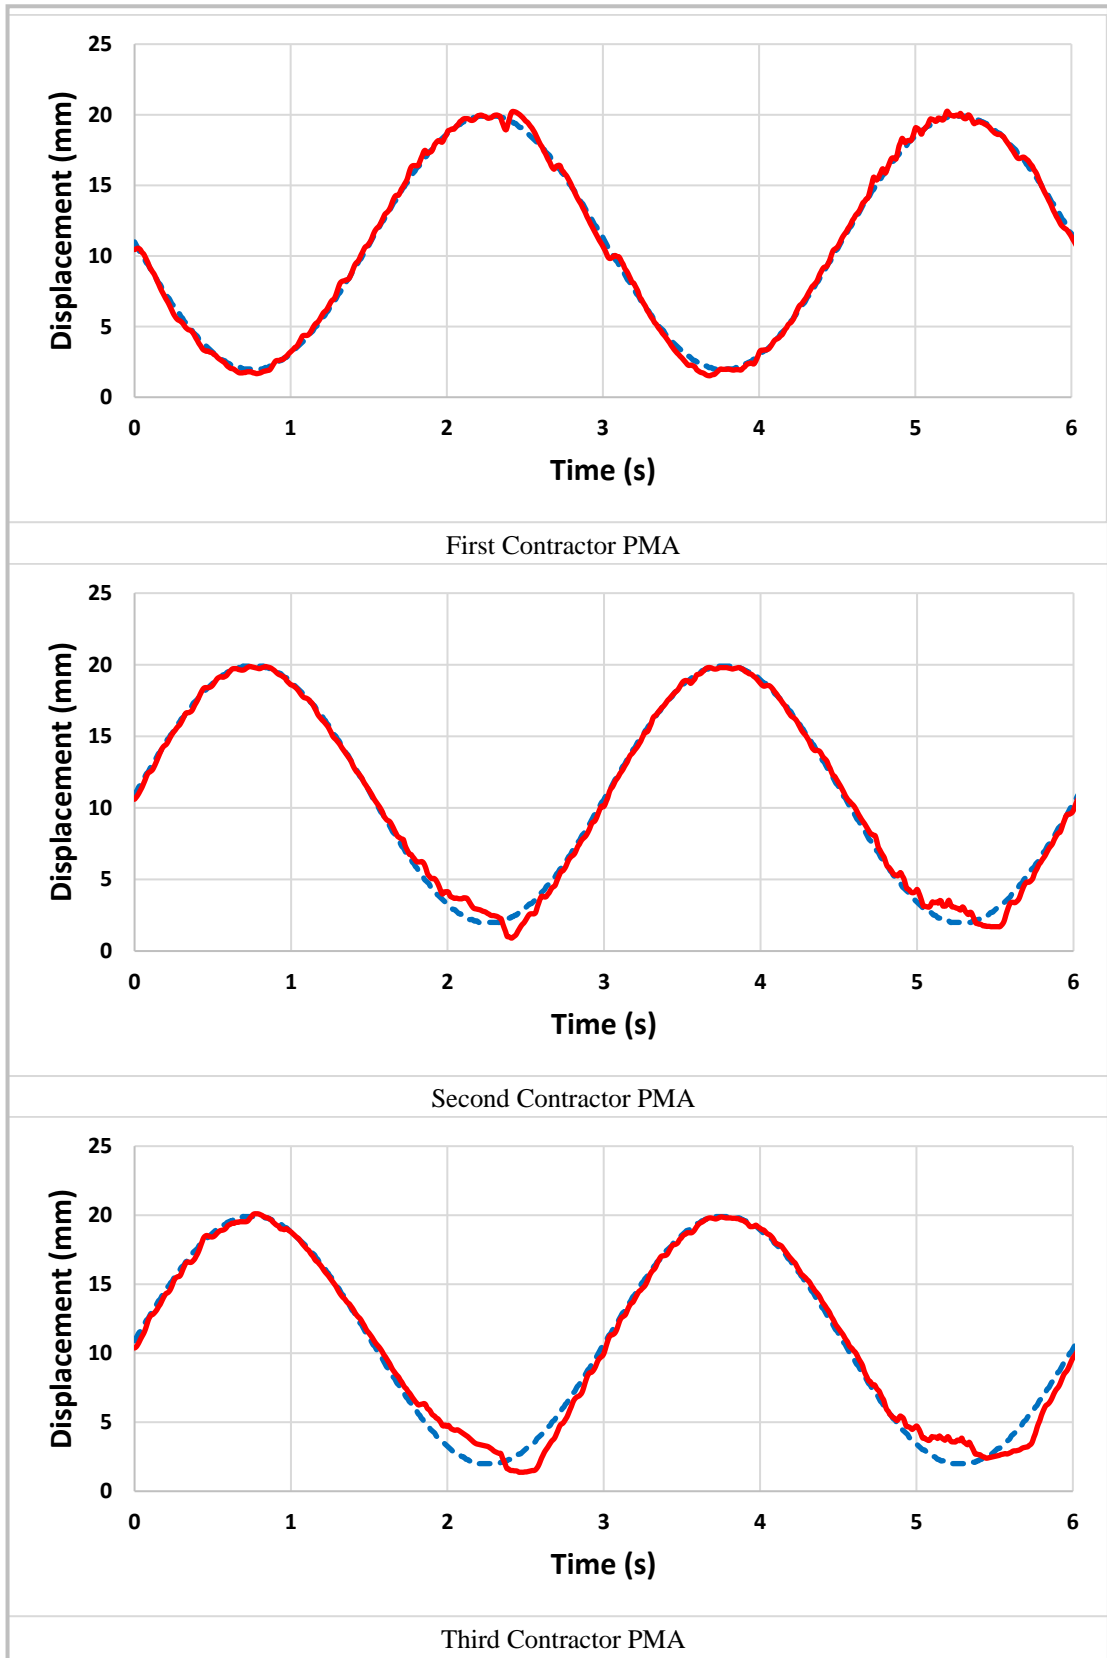 25
20
15
10
5
0
Displacement (mm)
0 1 2 3 4 5 6
Time (s)
First Contractor PMA
25
20
15
10
5
0
Displacement (mm)
0 1 2 3 4 5 6
Time (s)
Second Contractor PMA
25
20
15
10
5
0
Displacement (mm)
0 1 2 3 4 5 6
Time (s)
Third Contractor PMA